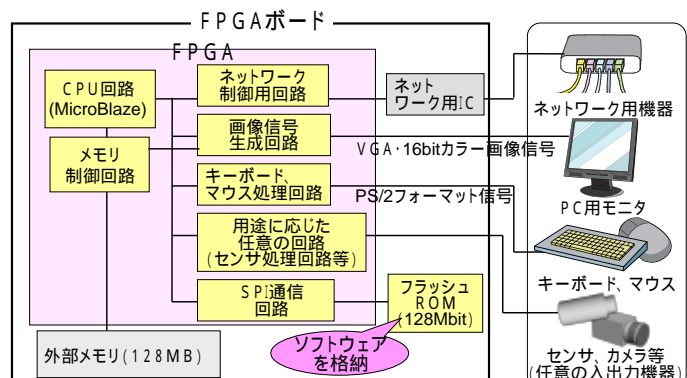 FPGAボード
FPGA
CPU回路
(MicroBlaze)
メモリ
制御回路
ネットワーク
制御用回路
画像信号
生成回路
キーボード、
マウス処理回路
用途に応じた
任意の回路
(センサ処理回路等)
SPI通信
回路
ネット
ワーク用IC
VGA・16bitカラー画像信号
PS/2フォーマット信号
フラッシュ
ROM
(128Mbit)
ソフトウェア
を格納
外部メモリ(128MB)
ネットワーク用機器
PC用モニタ
キーボード、マウス
センサ、カメラ等
(任意の入出力機器)